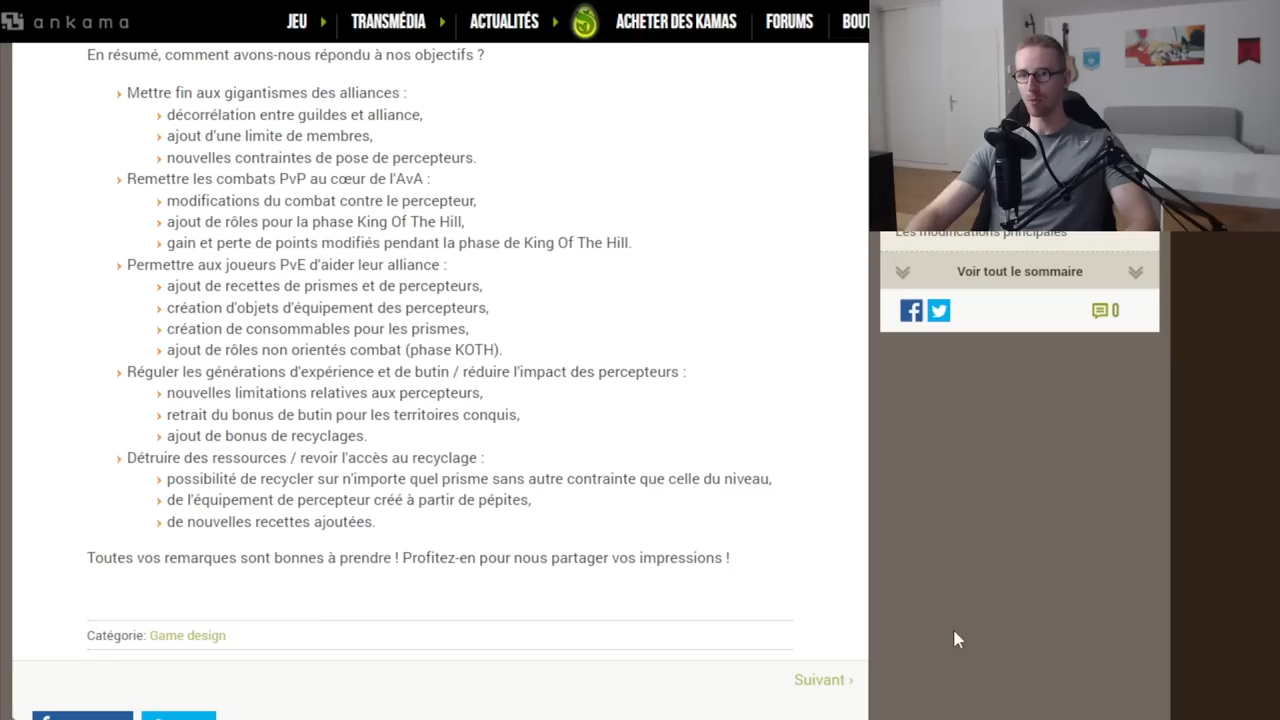 ankama
JEU TRANSMÉDIA ACTUALITÉS ACHETER DES KAMAS FORUMS BOUT
En résumé, comment avons-nous répondu à nos objectifs ?
Mettre fin aux gigantismes des alliances :
décorrélation entre guildes et alliance,
ajout d'une limite de membres,
nouvelles contraintes de pose de percepteurs.
Remettre les combats PvP au cœur de l'AvA :
modifications du combat contre le percepteur,
ajout de rôles pour la phase King Of The Hill,
gain et perte de points modifiés pendant la phase de King Of The Hill.
Permettre aux joueurs PvE d'aider leur alliance :
ajout de recettes de prismes et de percepteurs,
création d'objets d'équipement des percepteurs,
création de consommables pour les prismes,
ajout de rôles non orientés combat (phase KOTH).
Réguler les générations d'expérience et de butin / réduire l'impact des percepteurs :
nouvelles limitations relatives aux percepteurs,
retrait du bonus de butin pour les territoires conquis,
ajout de bonus de recyclages.
Détruire des ressources / revoir l'accès au recyclage :
possibilité de recycler sur n'importe quel prisme sans autre contrainte que celle du niveau,
de l'équipement de percepteur créé à partir de pépites,
de nouvelles recettes ajoutées.
Toutes vos remarques sont bonnes à prendre ! Profitez-en pour nous partager vos impressions !
Catégorie: Game design
Suivant ›
Les modifications principales
Voir tout le sommaire
0